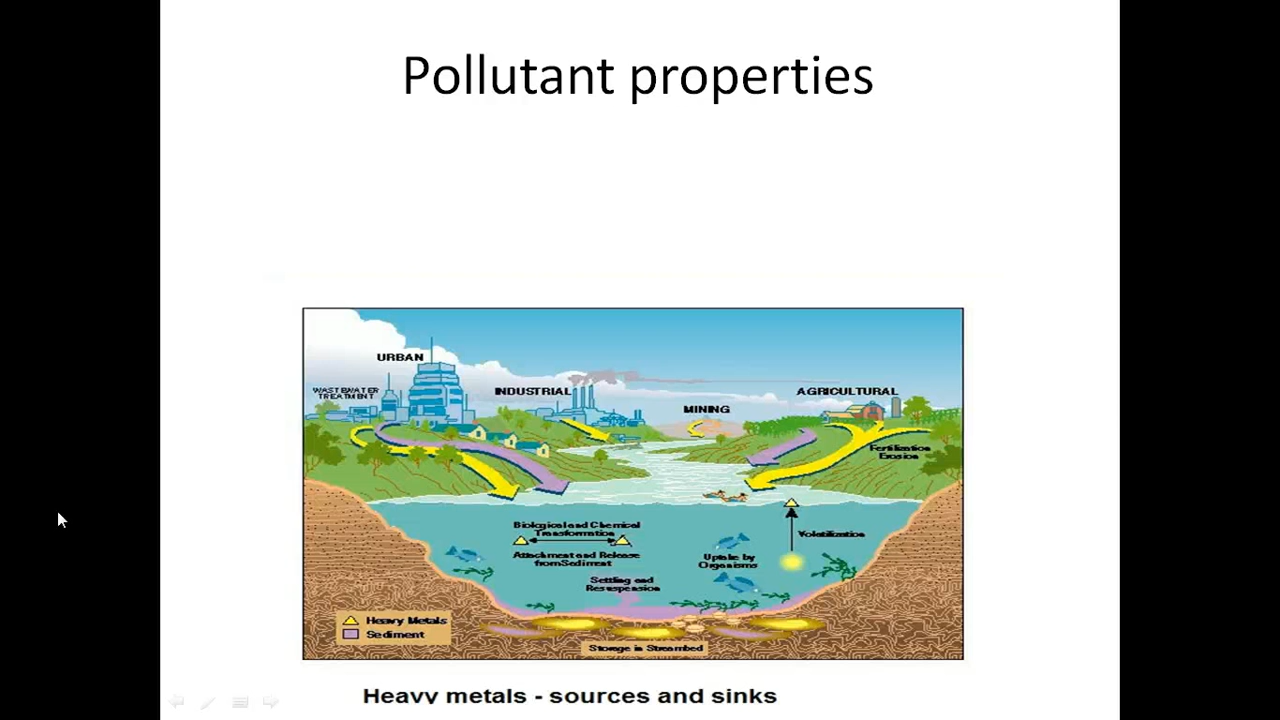 Pollutant properties
URBAN
WASTEWATER
TREATMENT
INDUSTRIAL
MINING
AGRICULTURAL
Fertilization
Erosion
Biological and Chemical
Transformation
Attachment and Release
from Sediment
Settling and
Resuspension
Uptake by
Organisms
Volatilization
Heavy Metals
Sediment
Storage in Streambed
Heavy metals - sources and sinks